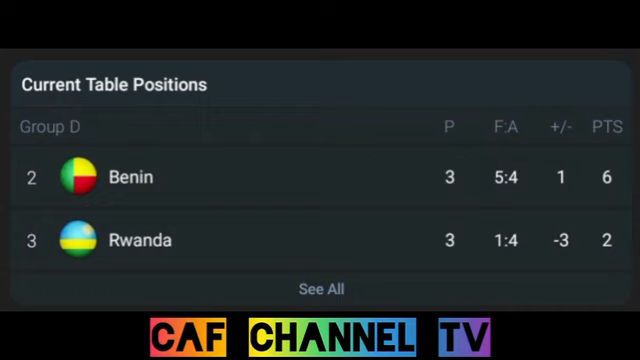 Current Table Positions
Group D P F:A +/- PTS
2 Benin 3 5:4 1 6
3 Rwanda 3 1:4 -3 2
See All
CAF CHANNEL TV